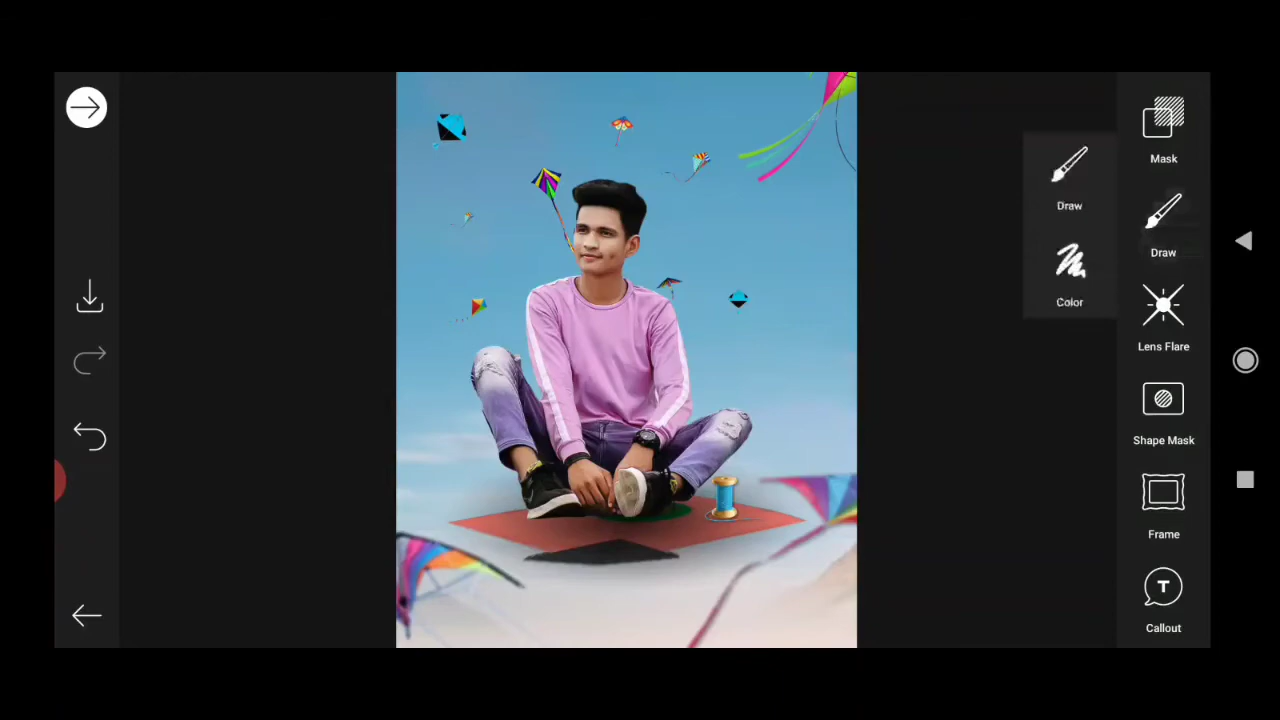 Mask
Draw
Draw
Color
Lens Flare
Shape Mask
Frame
T
Callout